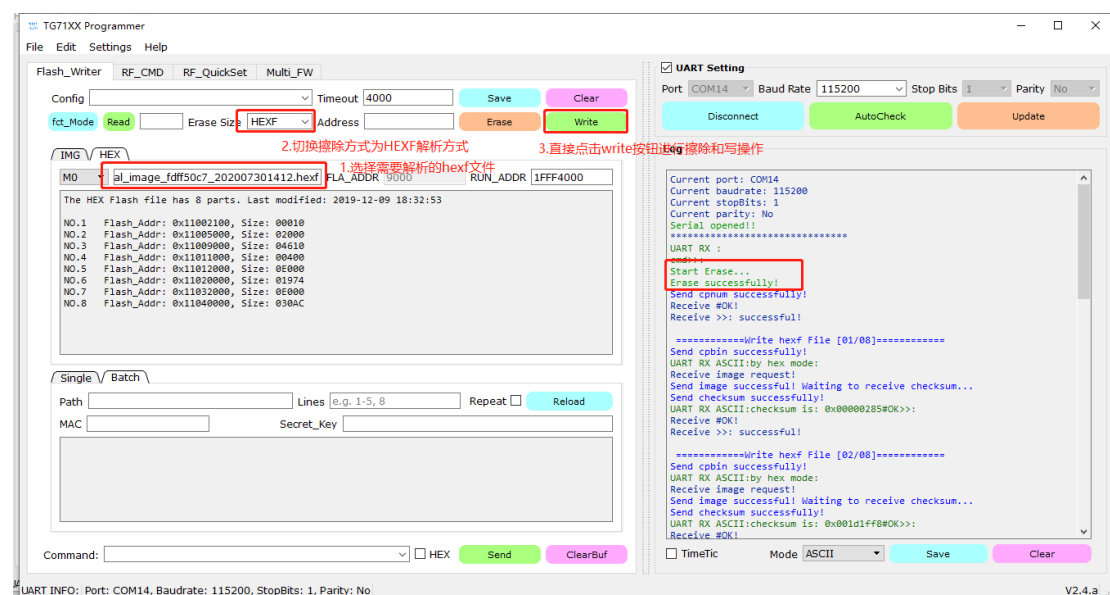 TG71XX Programmer
File Edit Settings Help
Flash_Writer RF_CMD RF_QuickSet Multi_FW
Config Timeout 4000 Save Clear
fct_Mode Read Erase Size HEXF Address Erase Write
2.切换擦除方式为HEXF解析方式
3.直接点击write按钮进行擦除和写操作
IMG HEX
1.选择需要解析的hexf文件
M0 al_image_fdff50c7_202007301412.hexf FLA_ADDR 9000 RUN_ADDR 1FFF4000
The HEX Flash file has 8 parts. Last modified: 2019-12-09 18:32:53
NO.1 Flash_Addr: 0x11002100, Size: 00010
NO.2 Flash_Addr: 0x11005000, Size: 02000
NO.3 Flash_Addr: 0x11009000, Size: 04610
NO.4 Flash_Addr: 0x11011000, Size: 00400
NO.5 Flash_Addr: 0x11012000, Size: 0E000
NO.6 Flash_Addr: 0x11020000, Size: 01974
NO.7 Flash_Addr: 0x11032000, Size: 0E000
NO.8 Flash_Addr: 0x11040000, Size: 030AC
Single Batch
Path Lines e.g. 1-5, 8 Repeat Reload
MAC Secret_Key
Command: HEX Send ClearBuf
UART Setting
Port COM14 Baud Rate 115200 Stop Bits 1 Parity No
Disconnect AutoCheck Update
Log
Current port: COM14
Current baudrate: 115200
Current stopBits: 1
Current parity: No
Serial opened!!
*******************************
UART RX :
cmd>>:
Start Erase...
Erase successfully!
Send cpnum successfully!
Receive #OK!
Receive >>: successful!
============Write hexf File [01/08]============
Send cpbin successfully!
UART RX ASCII:by hex mode:
Receive image request!
Send image successful! Waiting to receive checksum...
Send checksum successfully!
UART RX ASCII:checksum is: 0x00000285#OK>>:
Receive #OK!
Receive >>: successful!
============Write hexf File [02/08]============
Send cpbin successfully!
UART RX ASCII:by hex mode:
Receive image request!
Send image successful! Waiting to receive checksum...
Send checksum successfully!
UART RX ASCII:checksum is: 0x001d1ff8#OK>>:
Receive #OK!
TimeTic Mode ASCII Save Clear
UART INFO: Port: COM14, Baudrate: 115200, StopBits: 1, Parity: No V2.4.a